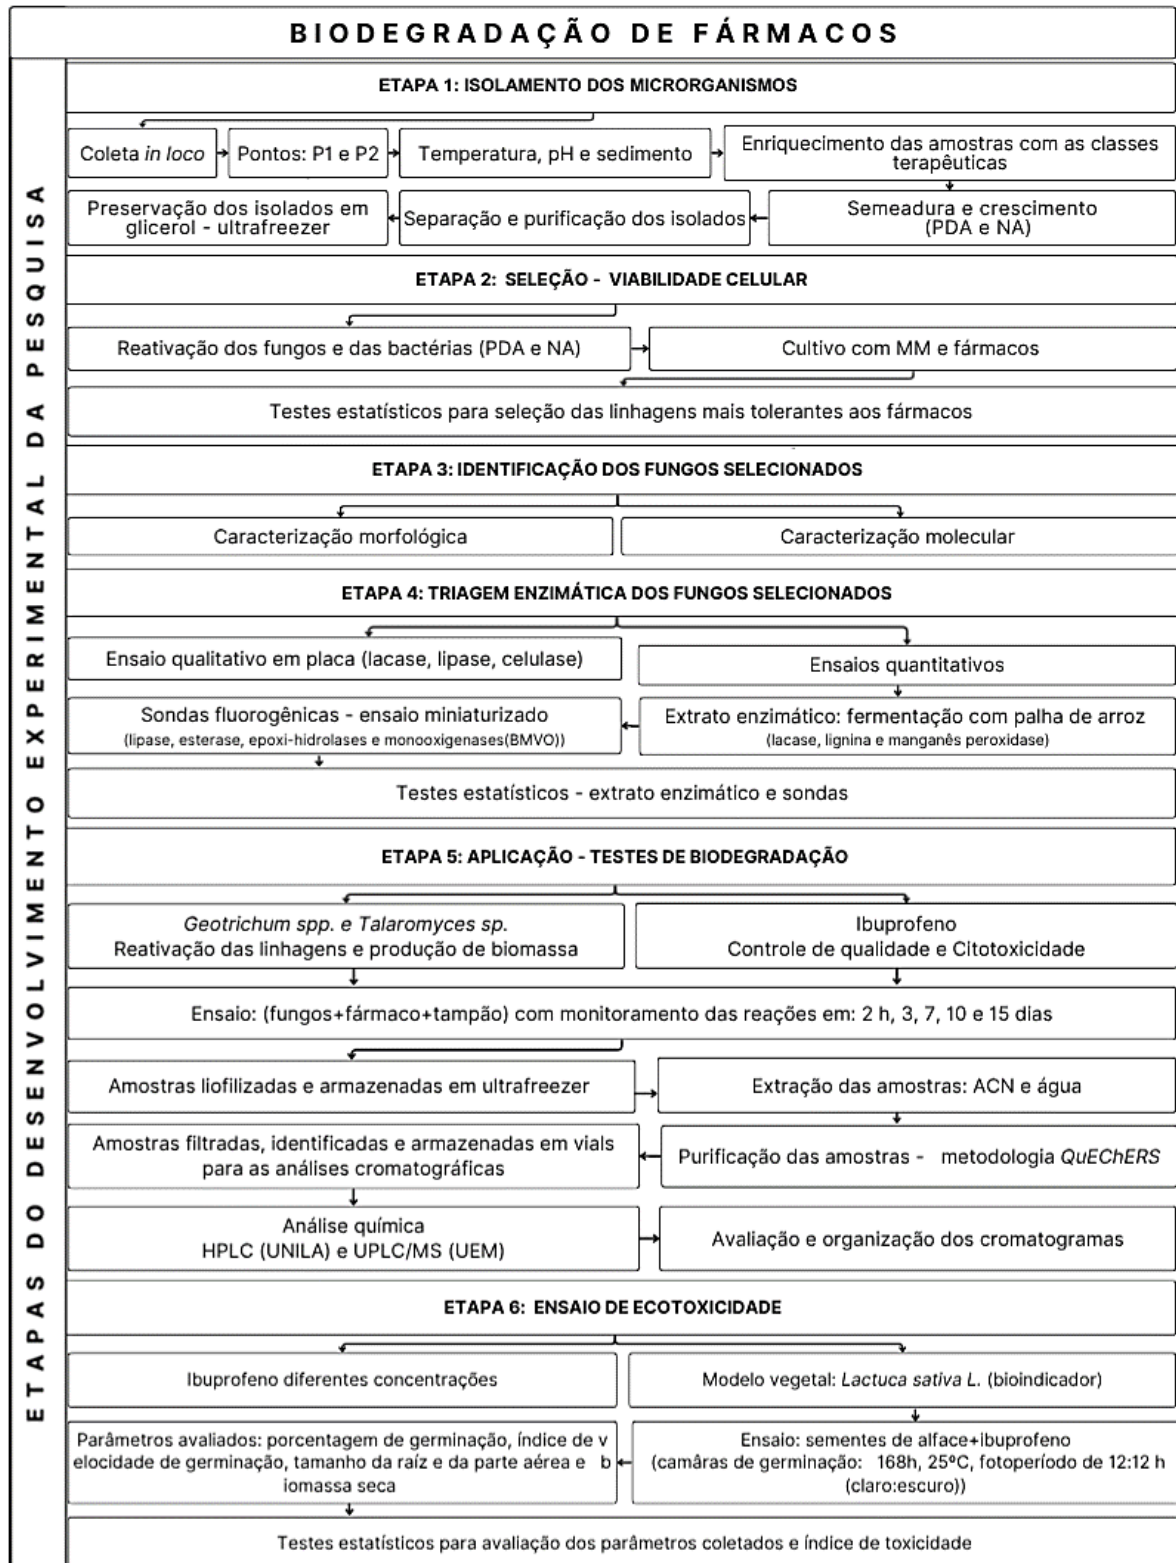 BIODEGRADAÇÃO DE FÁRMACOS
ETAPAS DO DESENVOLVIMENTO EXPERIMENTAL DA PESQUISA
ETAPA 1: ISOLAMENTO DOS MICRORGANISMOS
Coleta in loco
Pontos: P1 e P2
Temperatura, pH e sedimento
Enriquecimento das amostras com as classes
terapêuticas
Preservação dos isolados em
glicerol - ultrafreezer
Separação e purificação dos isolados
Semeadura e crescimento
(PDA e NA)
ETAPA 2: SELEÇÃO - VIABILIDADE CELULAR
Reativação dos fungos e das bactérias (PDA e NA)
Cultivo com MM e fármacos
Testes estatísticos para seleção das linhagens mais tolerantes aos fármacos
ETAPA 3: IDENTIFICAÇÃO DOS FUNGOS SELECIONADOS
Caracterização morfológica
Caracterização molecular
ETAPA 4: TRIAGEM ENZIMÁTICA DOS FUNGOS SELECIONADOS
Ensaio qualitativo em placa (lacase, lipase, celulase)
Ensaios quantitativos
Sondas fluorogênicas - ensaio miniaturizado
(lipase, esterase, epoxi-hidrolases e monooxigenases(BMVO))
Extrato enzimático: fermentação com palha de arroz
(lacase, lignina e manganês peroxidase)
Testes estatísticos - extrato enzimático e sondas
ETAPA 5: APLICAÇÃO - TESTES DE BIODEGRADAÇÃO
Geotrichum spp. e Talaromyces sp.
Reativação das linhagens e produção de biomassa
Ibuprofeno
Controle de qualidade e Citotoxicidade
Ensaio: (fungos+fármaco+tampão) com monitoramento das reações em: 2 h, 3, 7, 10 e 15 dias
Amostras liofilizadas e armazenadas em ultrafreezer
Extração das amostras: ACN e água
Amostras filtradas, identificadas e armazenadas em vials
para as análises cromatográficas
Purificação das amostras - metodologia QuEChERS
Análise química
HPLC (UNILA) e UPLC/MS (UEM)
Avaliação e organização dos cromatogramas
ETAPA 6: ENSAIO DE ECOTOXICIDADE
Ibuprofeno diferentes concentrações
Modelo vegetal: Lactuca sativa L. (bioindicador)
Parâmetros avaliados: porcentagem de germinação, índice de v
elocidade de germinação, tamanho da raíz e da parte aérea e b
iomassa seca
Ensaio: sementes de alface+ibuprofeno
(camâras de germinação: 168h, 25ºC, fotoperíodo de 12:12 h
(claro:escuro))
Testes estatísticos para avaliação dos parâmetros coletados e índice de toxicidade